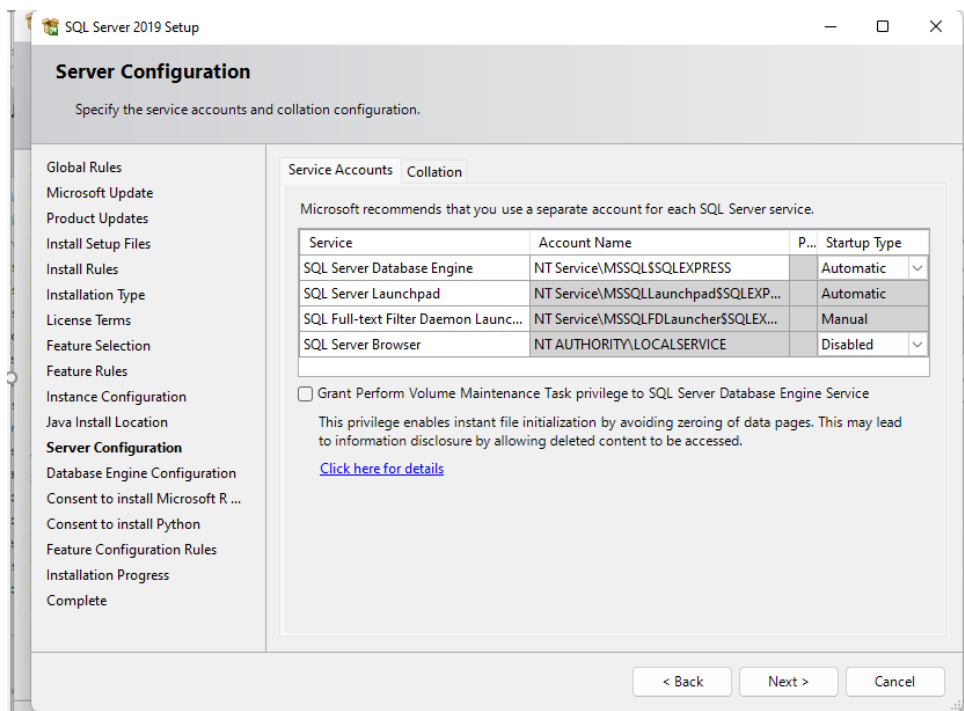 SQL Server 2019 Setup
Server Configuration
Specify the service accounts and collation configuration.
Global Rules
Microsoft Update
Product Updates
Install Setup Files
Install Rules
Installation Type
License Terms
Feature Selection
Feature Rules
Instance Configuration
Java Install Location
Server Configuration
Database Engine Configuration
Consent to install Microsoft R ...
Consent to install Python
Feature Configuration Rules
Installation Progress
Complete
Service Accounts Collation
Microsoft recommends that you use a separate account for each SQL Server service.
Service Account Name P... Startup Type
SQL Server Database Engine NT Service\MSSQL$SQLEXPRESS Automatic
SQL Server Launchpad NT Service\MSSQLLaunchpad$SQLEXP... Automatic
SQL Full-text Filter Daemon Launc... NT Service\MSSQLFDLauncher$SQLEX... Manual
SQL Server Browser NT AUTHORITY\LOCALSERVICE Disabled
Grant Perform Volume Maintenance Task privilege to SQL Server Database Engine Service
This privilege enables instant file initialization by avoiding zeroing of data pages. This may lead
to information disclosure by allowing deleted content to be accessed.
Click here for details
< Back Next > Cancel